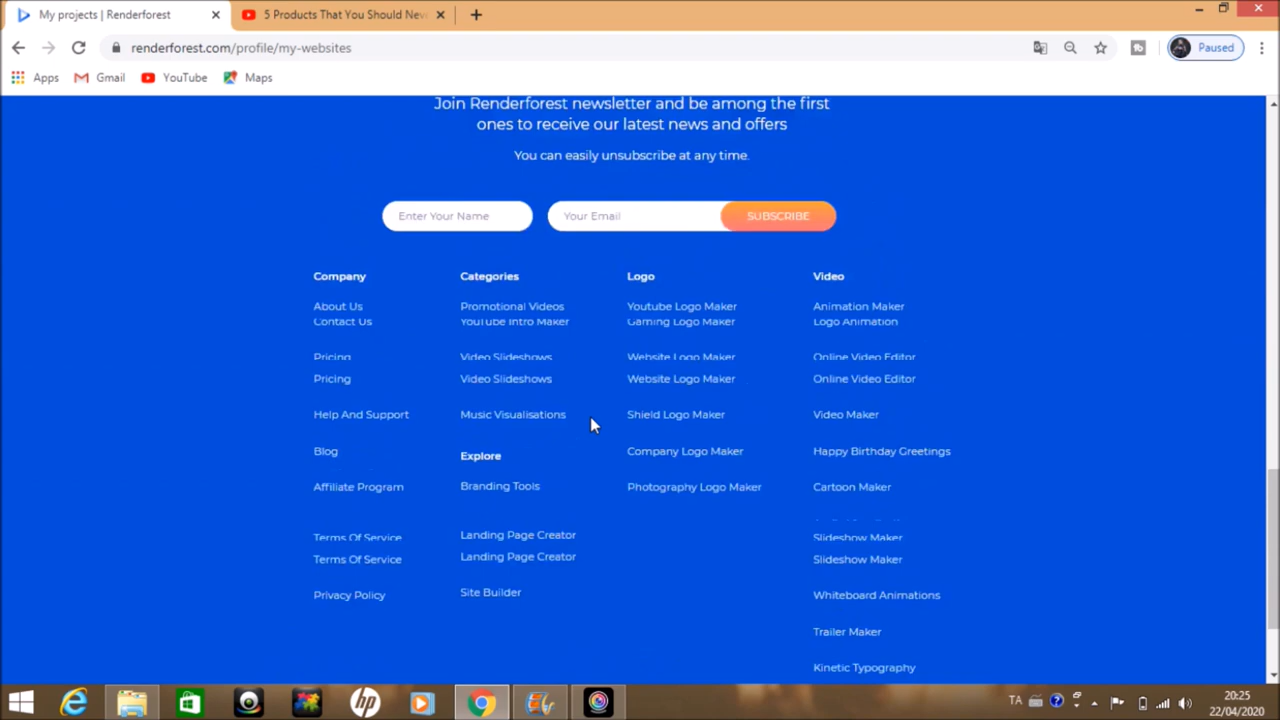 My projects | Renderforest
5 Products That You Should Nev
renderforest.com/profile/my-websites
Paused
Apps
Gmail
YouTube
Maps
Join Renderforest newsletter and be among the first
ones to receive our latest news and offers
You can easily unsubscribe at any time.
Enter Your Name
Your Email
SUBSCRIBE
Company
Categories
Logo
Video
About Us
Promotional Videos
Youtube Logo Maker
Animation Maker
Contact Us
YouTube Intro Maker
Gaming Logo Maker
Logo Animation
Pricing
Video Slideshows
Website Logo Maker
Online Video Editor
Pricing
Video Slideshows
Website Logo Maker
Online Video Editor
Help And Support
Music Visualisations
Shield Logo Maker
Video Maker
Blog
Explore
Company Logo Maker
Happy Birthday Greetings
Affiliate Program
Branding Tools
Photography Logo Maker
Cartoon Maker
Terms Of Service
Landing Page Creator
Slideshow Maker
Terms Of Service
Landing Page Creator
Slideshow Maker
Privacy Policy
Site Builder
Whiteboard Animations
Trailer Maker
Kinetic Typography
hp
TA
20:25
22/04/2020